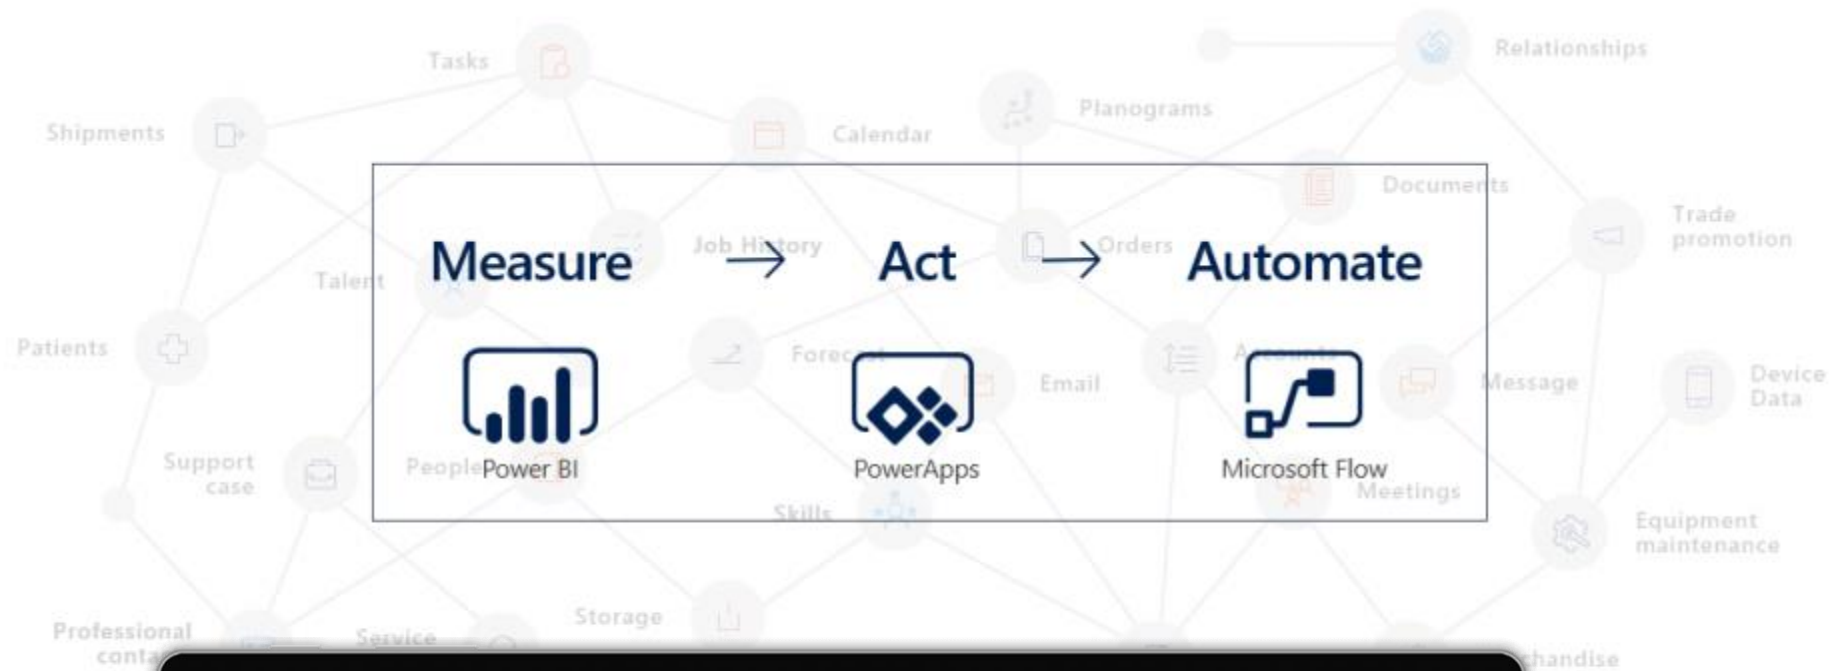 Tasks
Relationships
Planograms
Shipments
Calendar
Documents
Trade
promotion
Job History
Orders
Measure → Act → Automate
Talent
Patients
Forecast
Accounts
Email
Message
Device
Data
Support
case
People
Power BI
PowerApps
Microsoft Flow
Meetings
Skills
Equipment
maintenance
Storage
Professional
Service